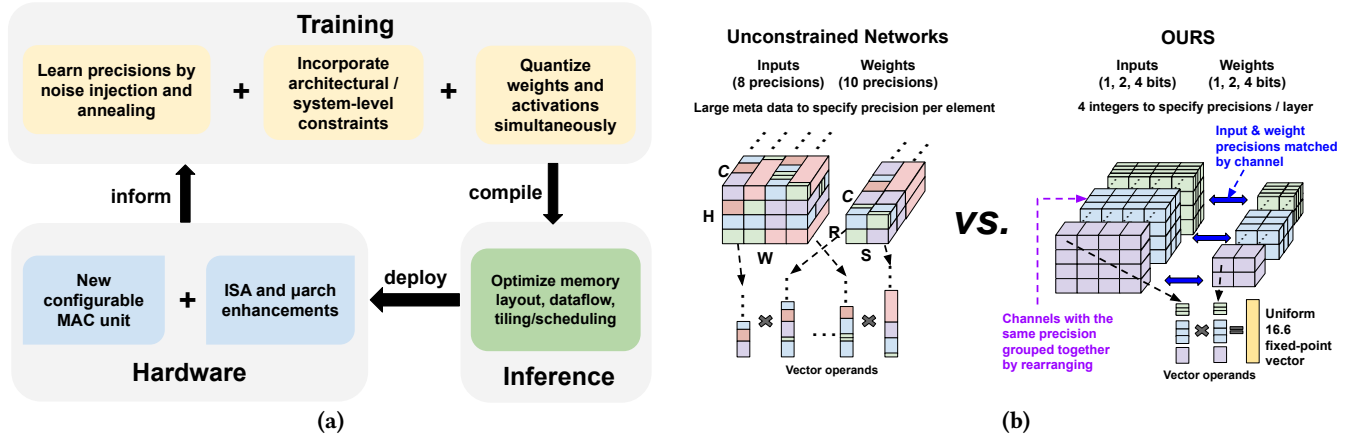 Training
Learn precisions by
noise injection and
annealing
+
Incorporate
architectural /
system-level
constraints
+
Quantize
weights and
activations
simultaneously
inform
compile
New
configurable
MAC unit
+
ISA and µarch
enhancements
Hardware
deploy
Optimize memory
layout, dataflow,
tiling/scheduling
Inference
(a)
Unconstrained Networks
Inputs
(8 precisions)
Weights
(10 precisions)
Large meta data to specify precision per element
C
H
W
C
R
S
Vector operands
vs.
OURS
Inputs
(1, 2, 4 bits)
Weights
(1, 2, 4 bits)
4 integers to specify precisions / layer
Input & weight
precisions matched
by channel
Channels with the
same precision
grouped together
by rearranging
Uniform
16.6
fixed-point
vector
Vector operands
(b)